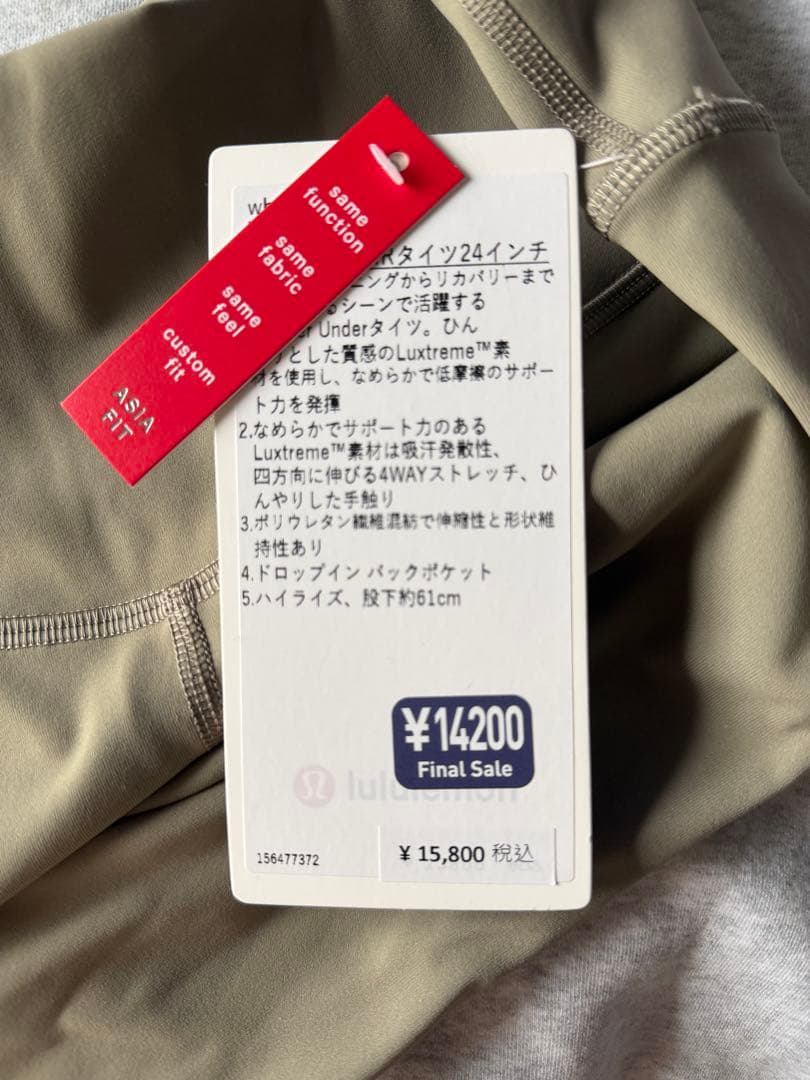 same
function
same
fabric
same
feel
custom
fit
ASIA
FIT
Rタイツ24インチ
ニングからリカバリーまで
るシーンで活躍する
er Underタイツ。ひん
りとした質感のLuxtreme™素
材を使用し、なめらかで低摩擦のサポー
ト力を発揮
2.なめらかでサポート力のある
Luxtreme™素材は吸汗発散性、
四方向に伸びる4WAYストレッチ、ひ
んやりした手触り
3.ポリウレタン繊維混紡で伸縮性と形状維
持性あり
4.ドロップイン バックポケット
5.ハイライズ、股下約61cm
¥14200
Final Sale
lululemon
156477372
¥ 15,800 税込